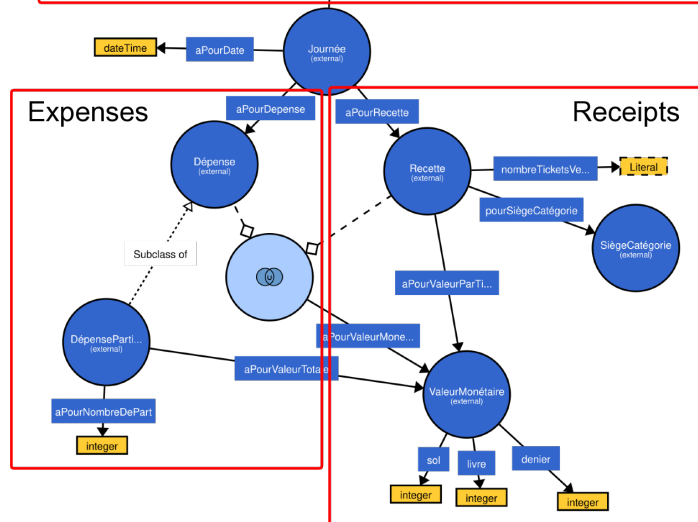 Journée
(external)
dateTime
aPourDate
Expenses
Receipts
aPourDepense
aPourRecette
Dépense
(external)
Recette
(external)
nombreTicketsVe...
Literal
pourSiègeCatégorie
SiègeCatégorie
(external)
Subclass of
aPourValeurParTi...
DépenseParti...
(external)
aPourValeurMone...
aPourValeurTotale
ValeurMonétaire
(external)
aPourNombreDePart
integer
sol
livre
denier
integer
integer
integer